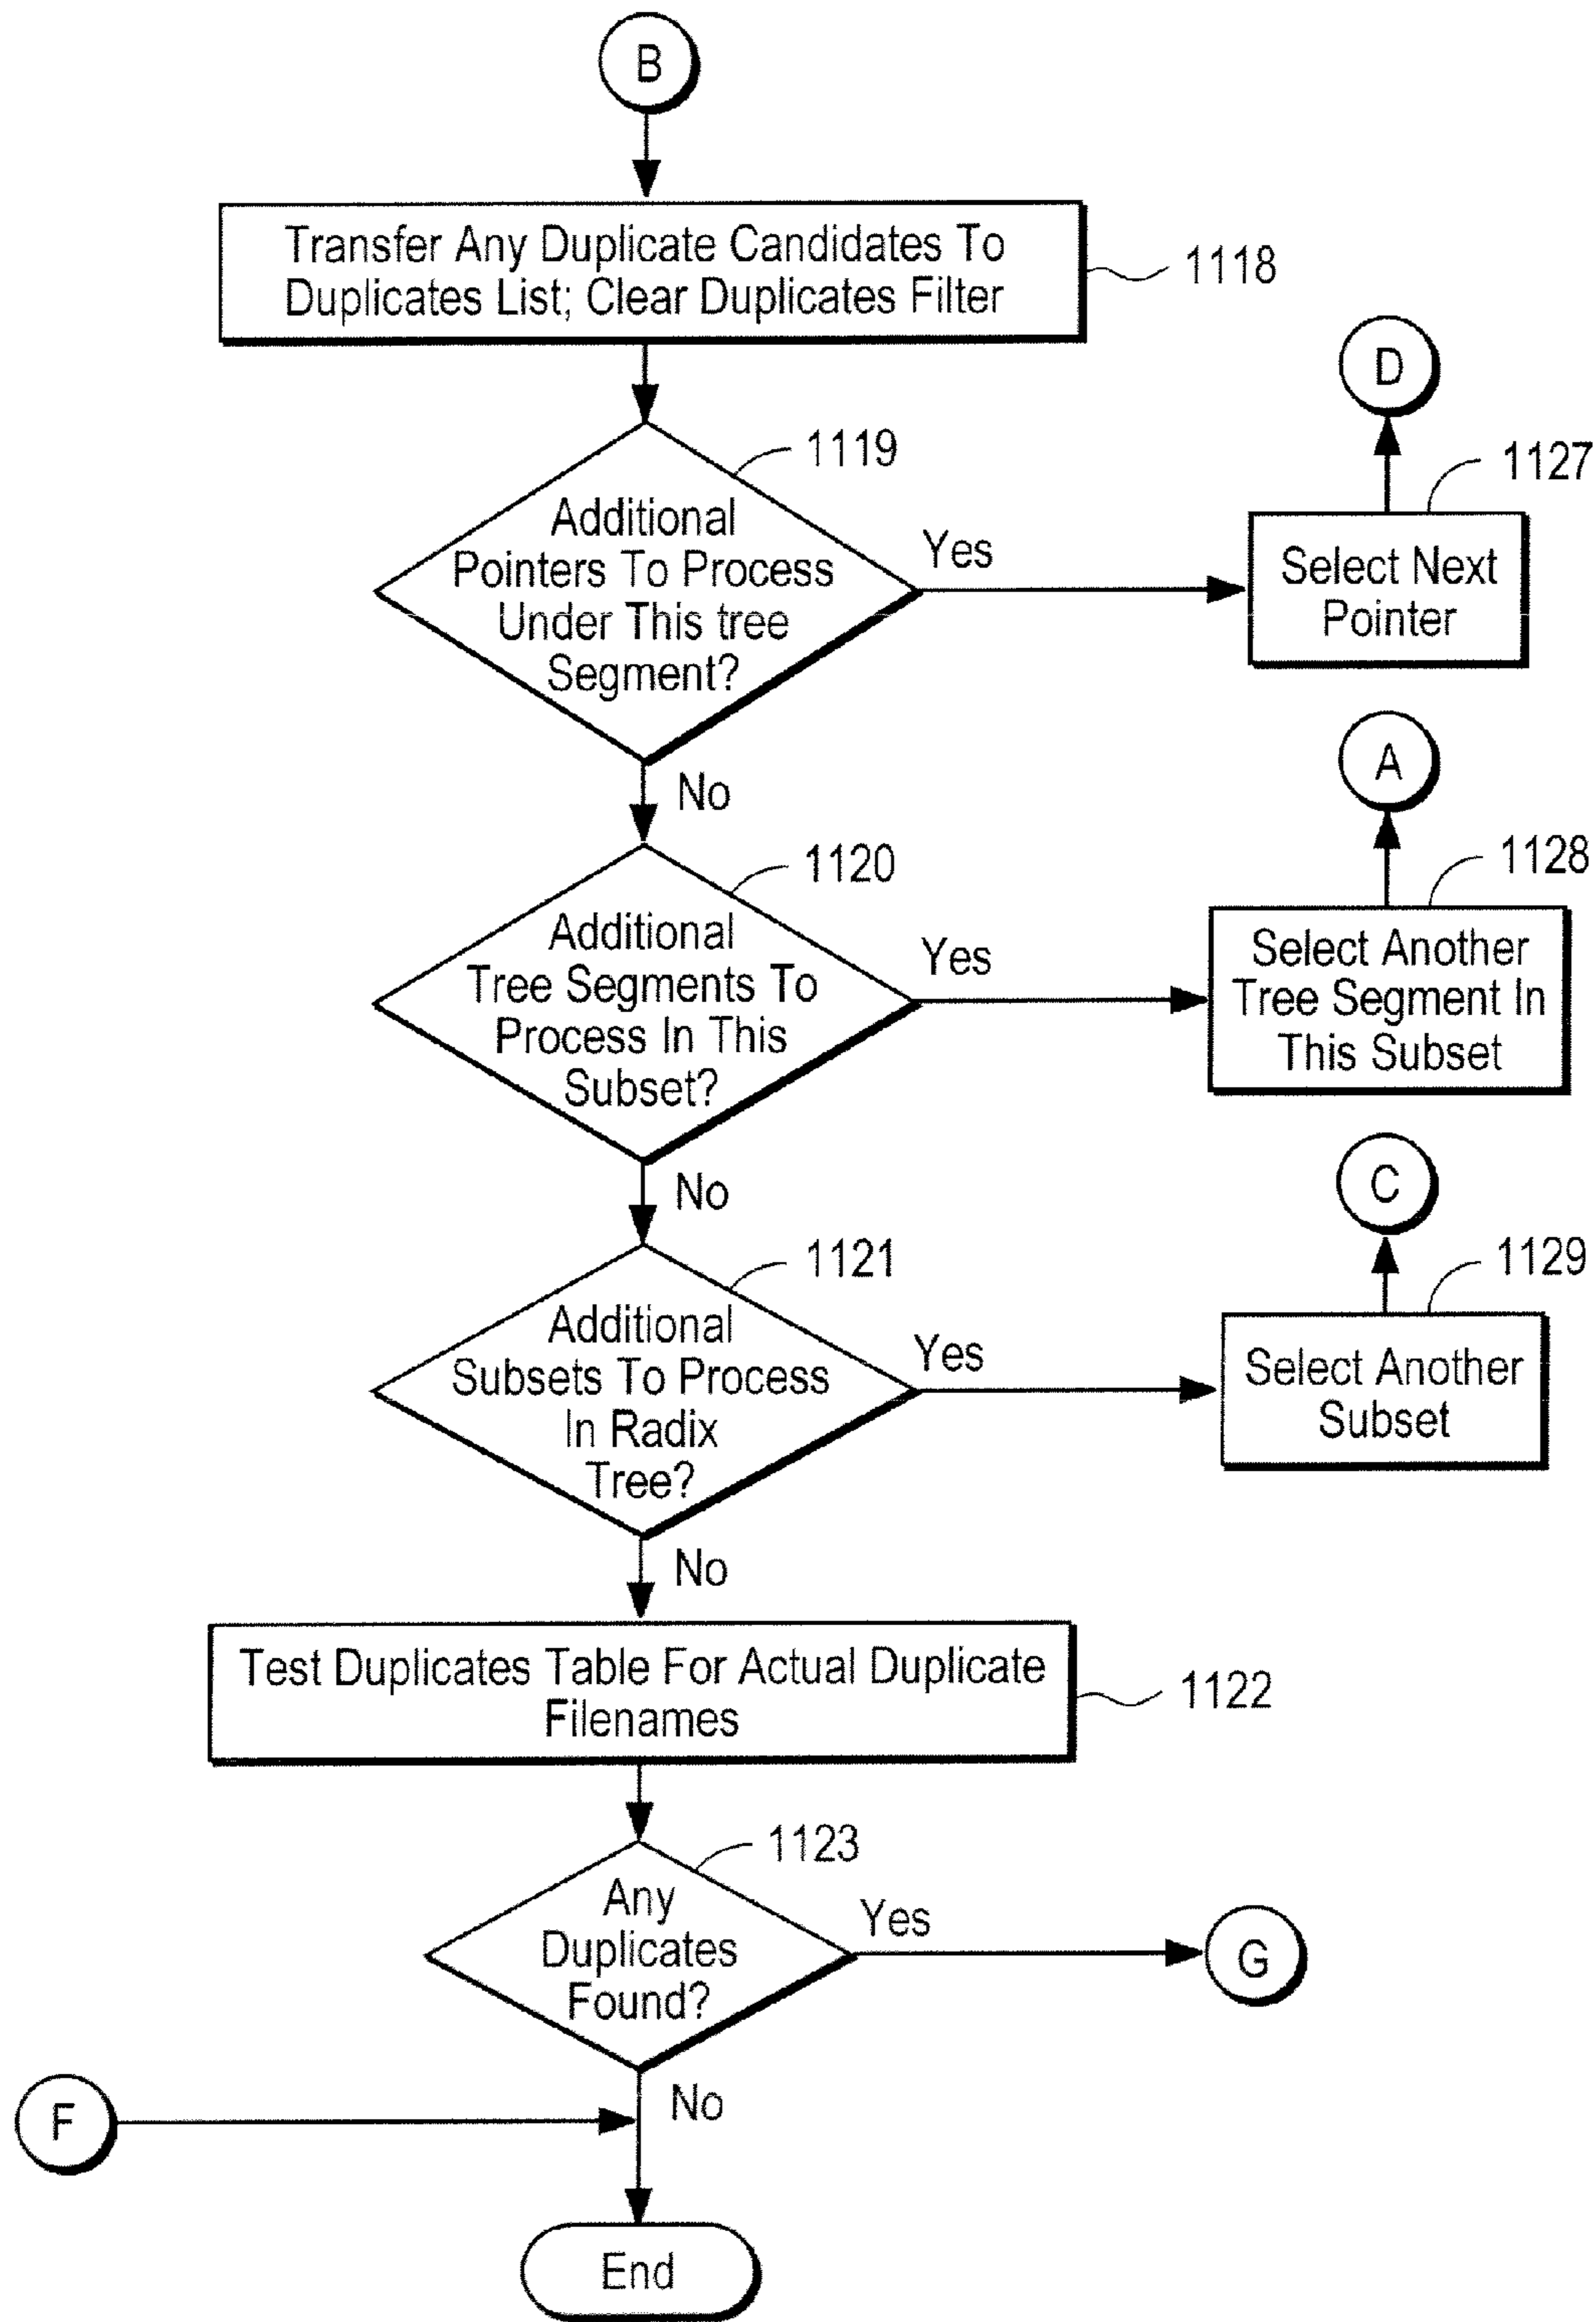 B
Transfer Any Duplicate Candidates To
Duplicates List; Clear Duplicates Filter
1118
D
1119
1127
Additional
Pointers To Process
Under This tree
Segment?
Yes
Select Next
Pointer
No
A
1120
1128
Additional
Tree Segments To
Process In This
Subset?
Yes
Select Another
Tree Segment In
This Subset
No
C
1121
1129
Additional
Subsets To Process
In Radix
Tree?
Yes
Select Another
Subset
No
Test Duplicates Table For Actual Duplicate
Filenames
1122
1123
Any
Duplicates
Found?
Yes
G
No
F
End